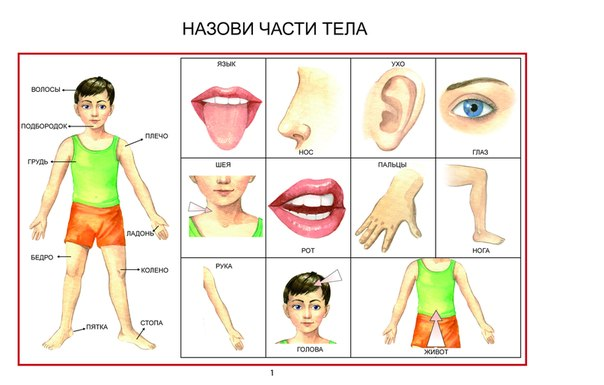 НАЗОВИ ЧАСТИ ТЕЛА
ВОЛОСЫ
ПОДБОРОДОК
ПЛЕЧО
ГРУДЬ
ЛАДОНЬ
БЕДРО
КОЛЕНО
ПЯТКА
СТОПА
ЯЗЫК
НОС
УХО
ГЛАЗ
ШЕЯ
РОТ
ПАЛЬЦЫ
НОГА
РУКА
ГОЛОВА
ЖИВОТ
1